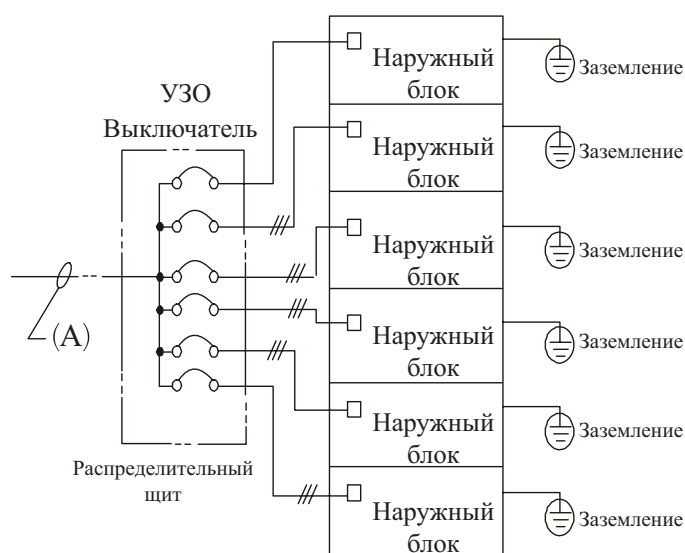 УЗО
Выключатель
(A)
Распределительный
щит
Наружный
блок
Заземление
Наружный
блок
Заземление
Наружный
блок
Заземление
Наружный
блок
Заземление
Наружный
блок
Заземление
Наружный
блок
Заземление